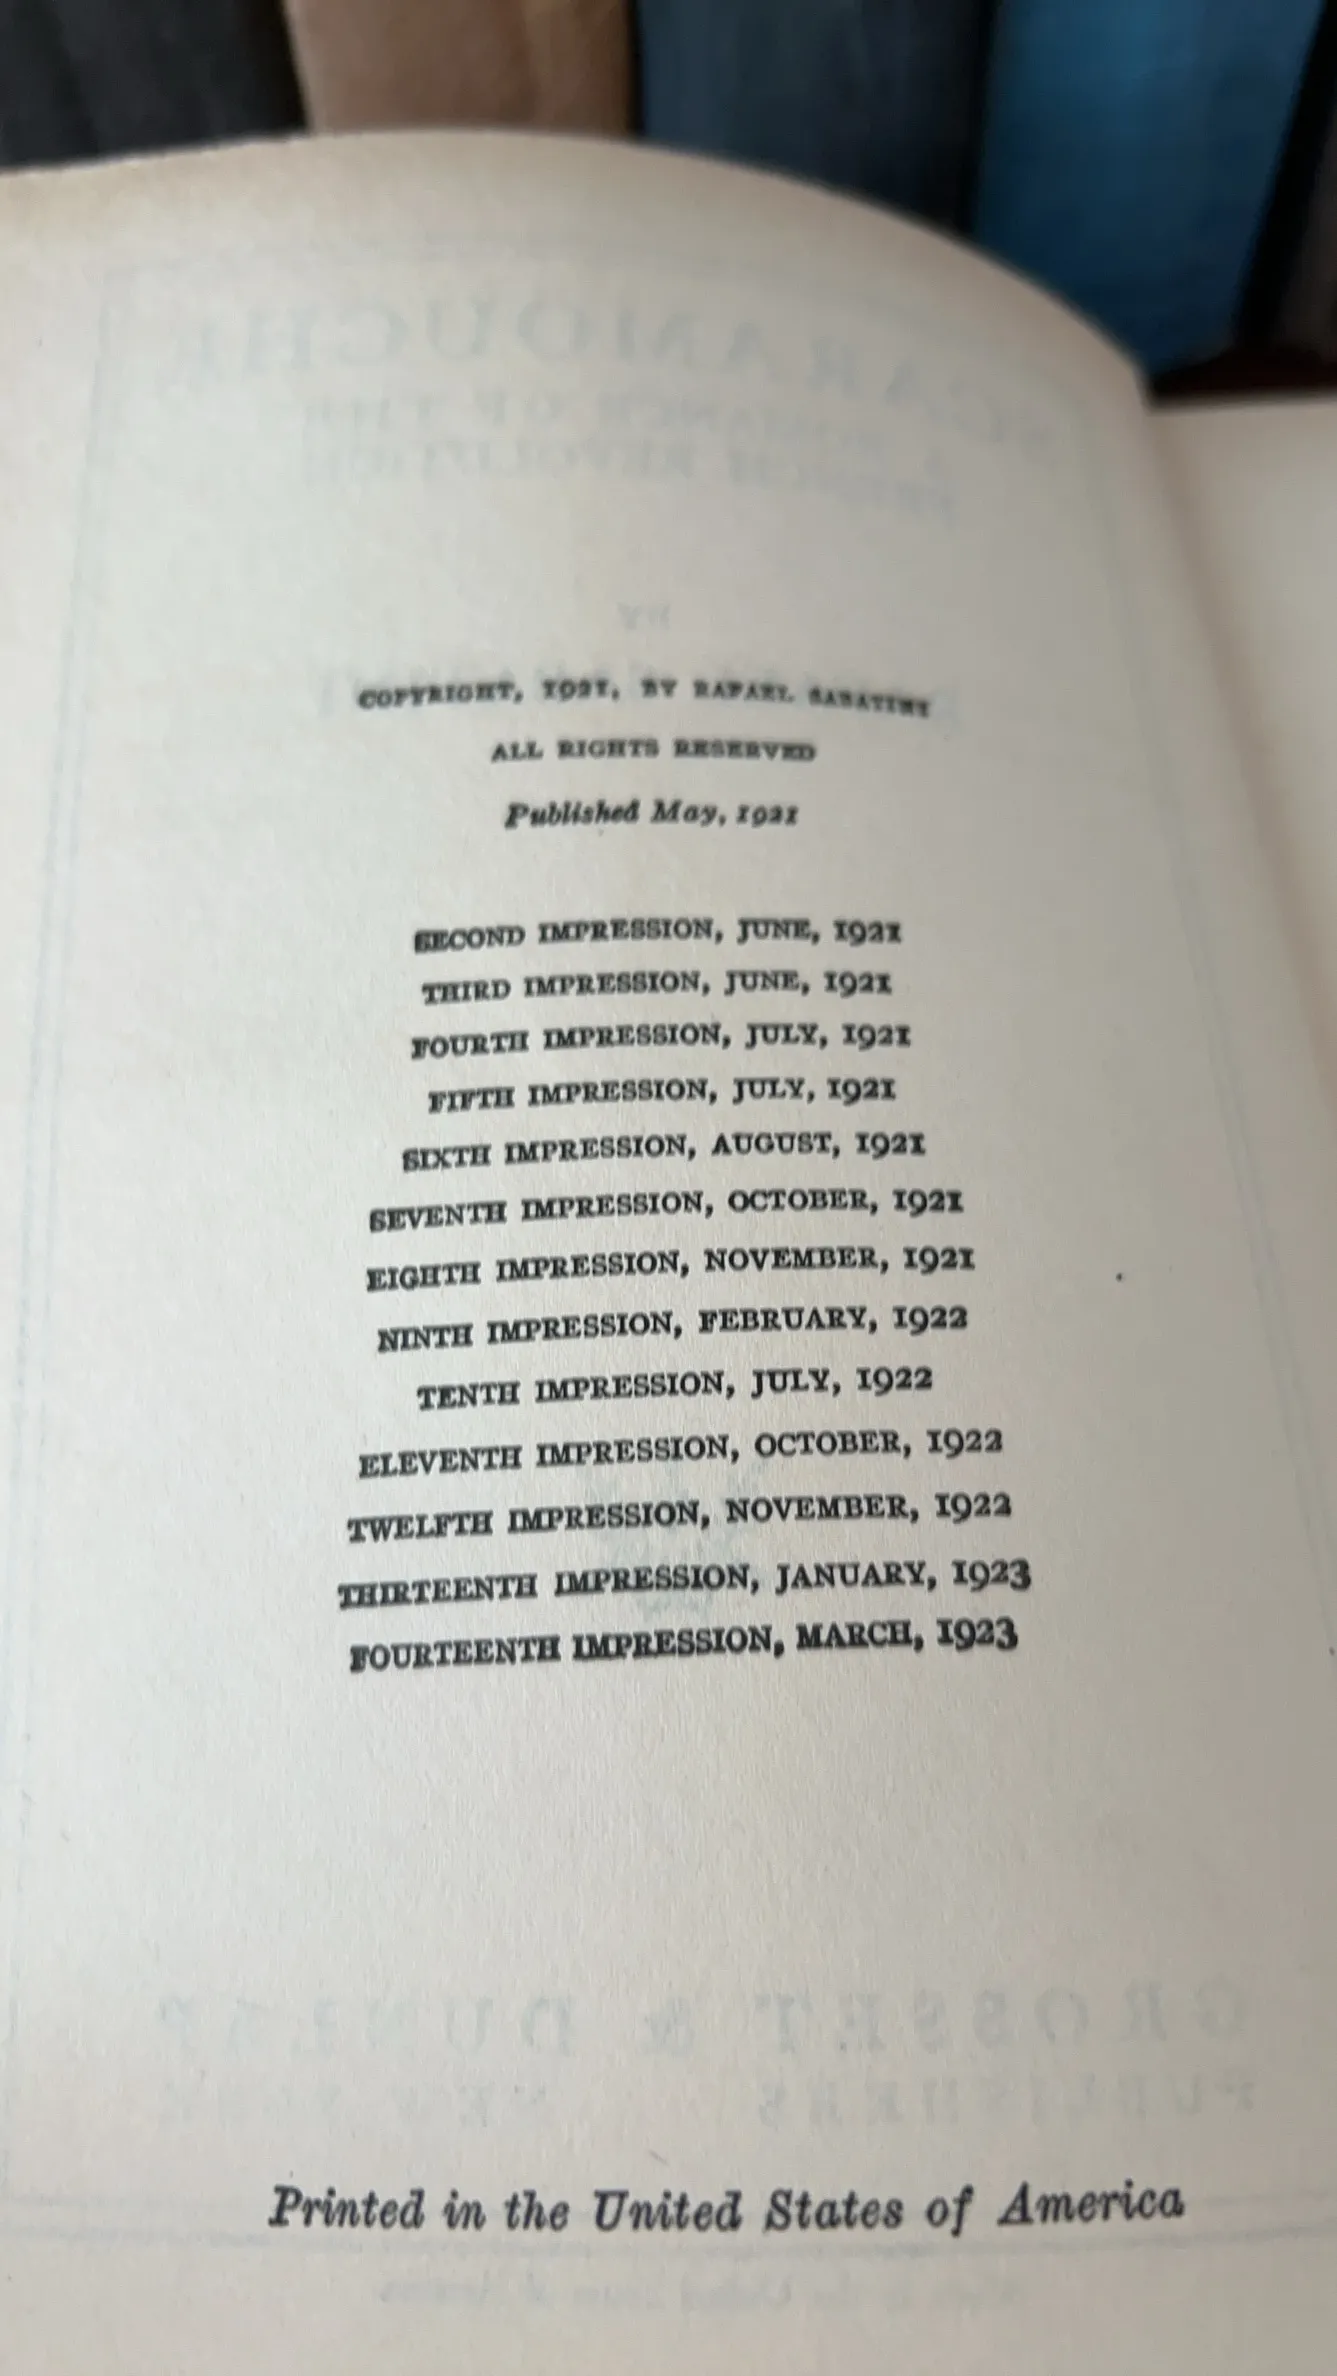 COPYRIGHT, 1921, BY RAFAEL SABATINI
ALL RIGHTS RESERVED
Published May, 1921
SECOND IMPRESSION, JUNE, 1921
THIRD IMPRESSION, JUNE, 1921
FOURTH IMPRESSION, JULY, 1921
FIFTH IMPRESSION, JULY, 1921
SIXTH IMPRESSION, AUGUST, 1921
SEVENTH IMPRESSION, OCTOBER, 1921
EIGHTH IMPRESSION, NOVEMBER, 1921
NINTH IMPRESSION, FEBRUARY, 1922
TENTH IMPRESSION, JULY, 1922
ELEVENTH IMPRESSION, OCTOBER, 1922
TWELFTH IMPRESSION, NOVEMBER, 1922
THIRTEENTH IMPRESSION, JANUARY, 1923
FOURTEENTH IMPRESSION, MARCH, 1923
Printed in the United States of America